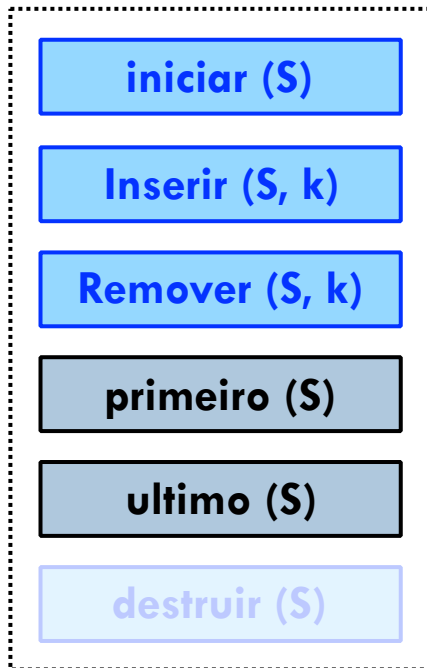 iniciar (S)
Inserir (S, k)
Remover (S, k)
primeiro (S)
ultimo (S)
destruir (S)